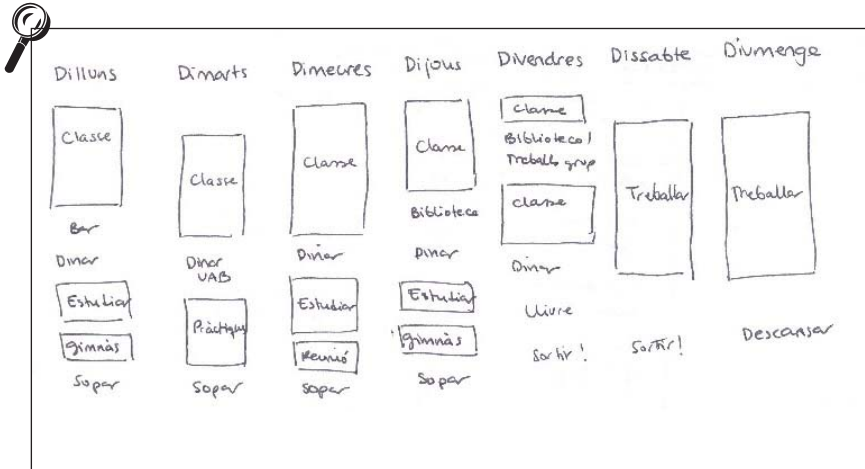 Dilluns
Classe
Bar
Dinar
Estudiar
gimnàs
Sopar
Dimarts
Classe
Dinar
UAB
Pràctiques
Sopar
Dimecres
Classe
Dinar
Estudiar
Reunió
Sopar
Dijous
Classe
Biblioteca
Dinar
Estudiar
gimnàs
Sopar
Divendres
Classe
Biblioteca/
Treballs grup
classe
Dinar
Lliure
Sortir!
Dissabte
Treballar
Sortir!
Diumenge
Treballar
Descansar